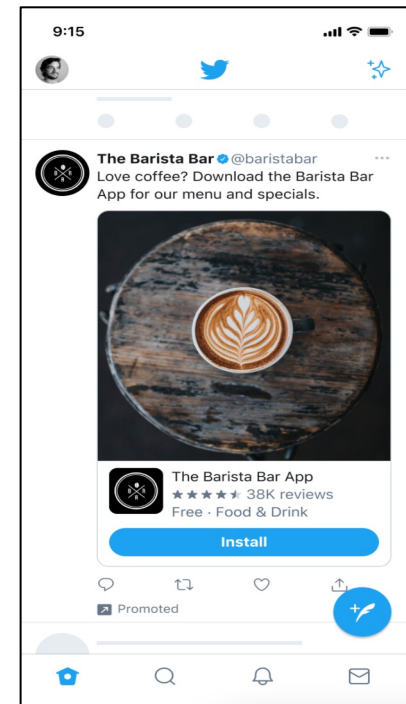 9:15
The Barista Bar @baristabar
Love coffee? Download the Barista Bar
App for our menu and specials.
The Barista Bar App
38K reviews
Free · Food & Drink
Install
Promoted